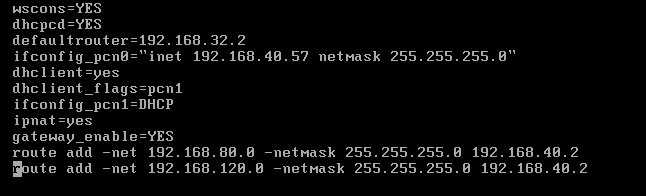 wscons=YES
dhcpcd=YES
defaultrouter=192.168.32.2
ifconfig_pcn0="inet 192.168.40.57 netmask 255.255.255.0"
dhclient=yes
dhclient_flags=pcn1
ifconfig_pcn1=DHCP
ipnat=yes
gateway_enable=YES
route add -net 192.168.80.0 -netmask 255.255.255.0 192.168.40.2
route add -net 192.168.120.0 -netmask 255.255.255.0 192.168.40.2